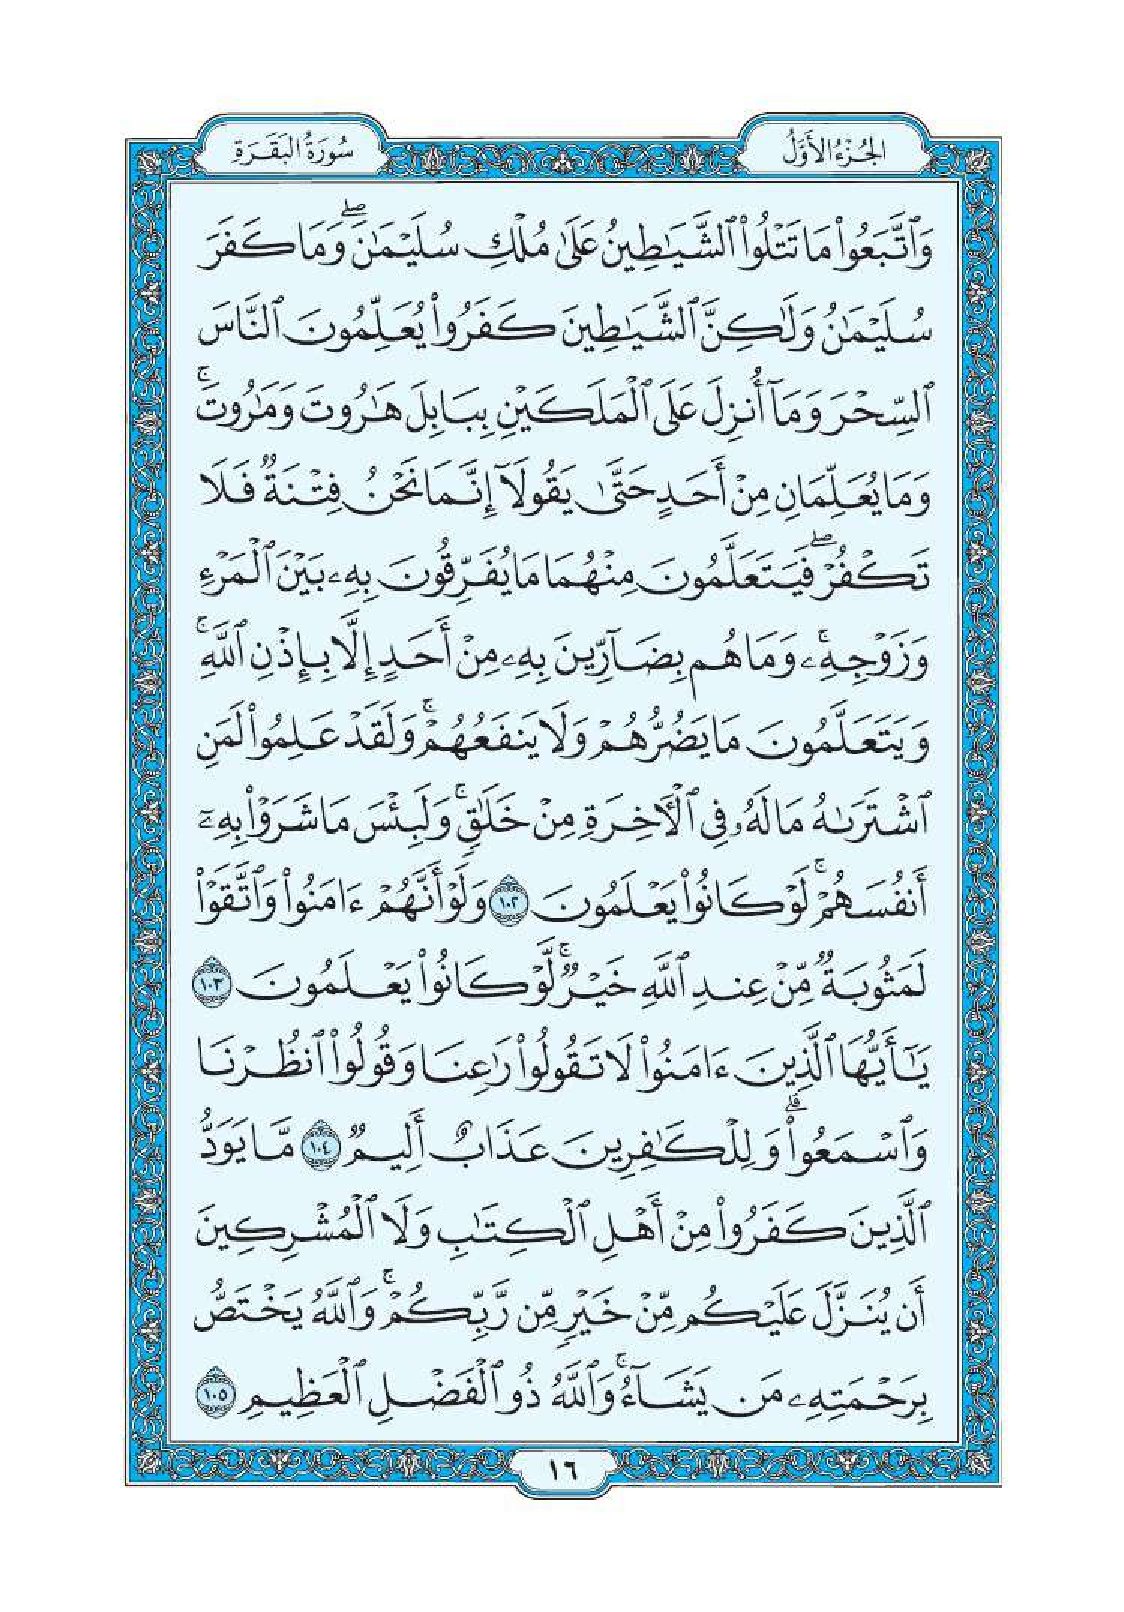 الجُزْءُ الأَوَّلُ
سُورَةُ البَقَرَةِ
وَٱتَّبَعُوا۟ مَا تَتْلُوا۟ ٱلشَّيَـٰطِينُ عَلَىٰ مُلْكِ سُلَيْمَـٰنَ ۖ وَمَا كَفَرَ
سُلَيْمَـٰنُ وَلَـٰكِنَّ ٱلشَّيَـٰطِينَ كَفَرُوا۟ يُعَلِّمُونَ ٱلنَّاسَ
ٱلسِّحْرَ وَمَآ أُنزِلَ عَلَى ٱلْمَلَكَيْنِ بِبَابِلَ هَـٰرُوتَ وَمَـٰرُوتَ ۚ
وَمَا يُعَلِّمَانِ مِنْ أَحَدٍ حَتَّىٰ يَقُولَآ إِنَّمَا نَحْنُ فِتْنَةٌ فَلَا
تَكْفُرْ ۖ فَيَتَعَلَّمُونَ مِنْهُمَا مَا يُفَرِّقُونَ بِهِۦ بَيْنَ ٱلْمَرْءِ
وَزَوْجِهِۦ ۚ وَمَا هُم بِضَآرِّينَ بِهِۦ مِنْ أَحَدٍ إِلَّا بِإِذْنِ ٱللَّهِ ۚ
وَيَتَعَلَّمُونَ مَا يَضُرُّهُمْ وَلَا يَنفَعُهُمْ ۚ وَلَقَدْ عَلِمُوا۟ لَمَنِ
ٱشْتَرَىٰهُ مَا لَهُۥ فِى ٱلْـَٔاخِرَةِ مِنْ خَلَـٰقٍ ۚ وَلَبِئْسَ مَا شَرَوْا۟ بِهِۦٓ
أَنفُسَهُمْ ۚ لَوْ كَانُوا۟ يَعْلَمُونَ ١٠٢ وَلَوْ أَنَّهُمْ ءَامَنُوا۟ وَٱتَّقَوْا۟
لَمَثُوبَةٌ مِّنْ عِندِ ٱللَّهِ خَيْرٌ ۚ لَّوْ كَانُوا۟ يَعْلَمُونَ ١٠٣
يَـٰٓأَيُّهَا ٱلَّذِينَ ءَامَنُوا۟ لَا تَقُولُوا۟ رَٰعِنَا وَقُولُوا۟ ٱنظُرْنَا
وَٱسْمَعُوا۟ ۗ وَلِلْكَـٰفِرِينَ عَذَابٌ أَلِيمٌ ١٠٤ مَّا يَوَدُّ
ٱلَّذِينَ كَفَرُوا۟ مِنْ أَهْلِ ٱلْكِتَـٰبِ وَلَا ٱلْمُشْرِكِينَ
أَن يُنَزَّلَ عَلَيْكُم مِّنْ خَيْرٍ مِّن رَّبِّكُمْ ۚ وَٱللَّهُ يَخْتَصُّ
بِرَحْمَتِهِۦ مَن يَشَآءُ ۚ وَٱللَّهُ ذُو ٱلْفَضْلِ ٱلْعَظِيمِ ١٠٥
١٦